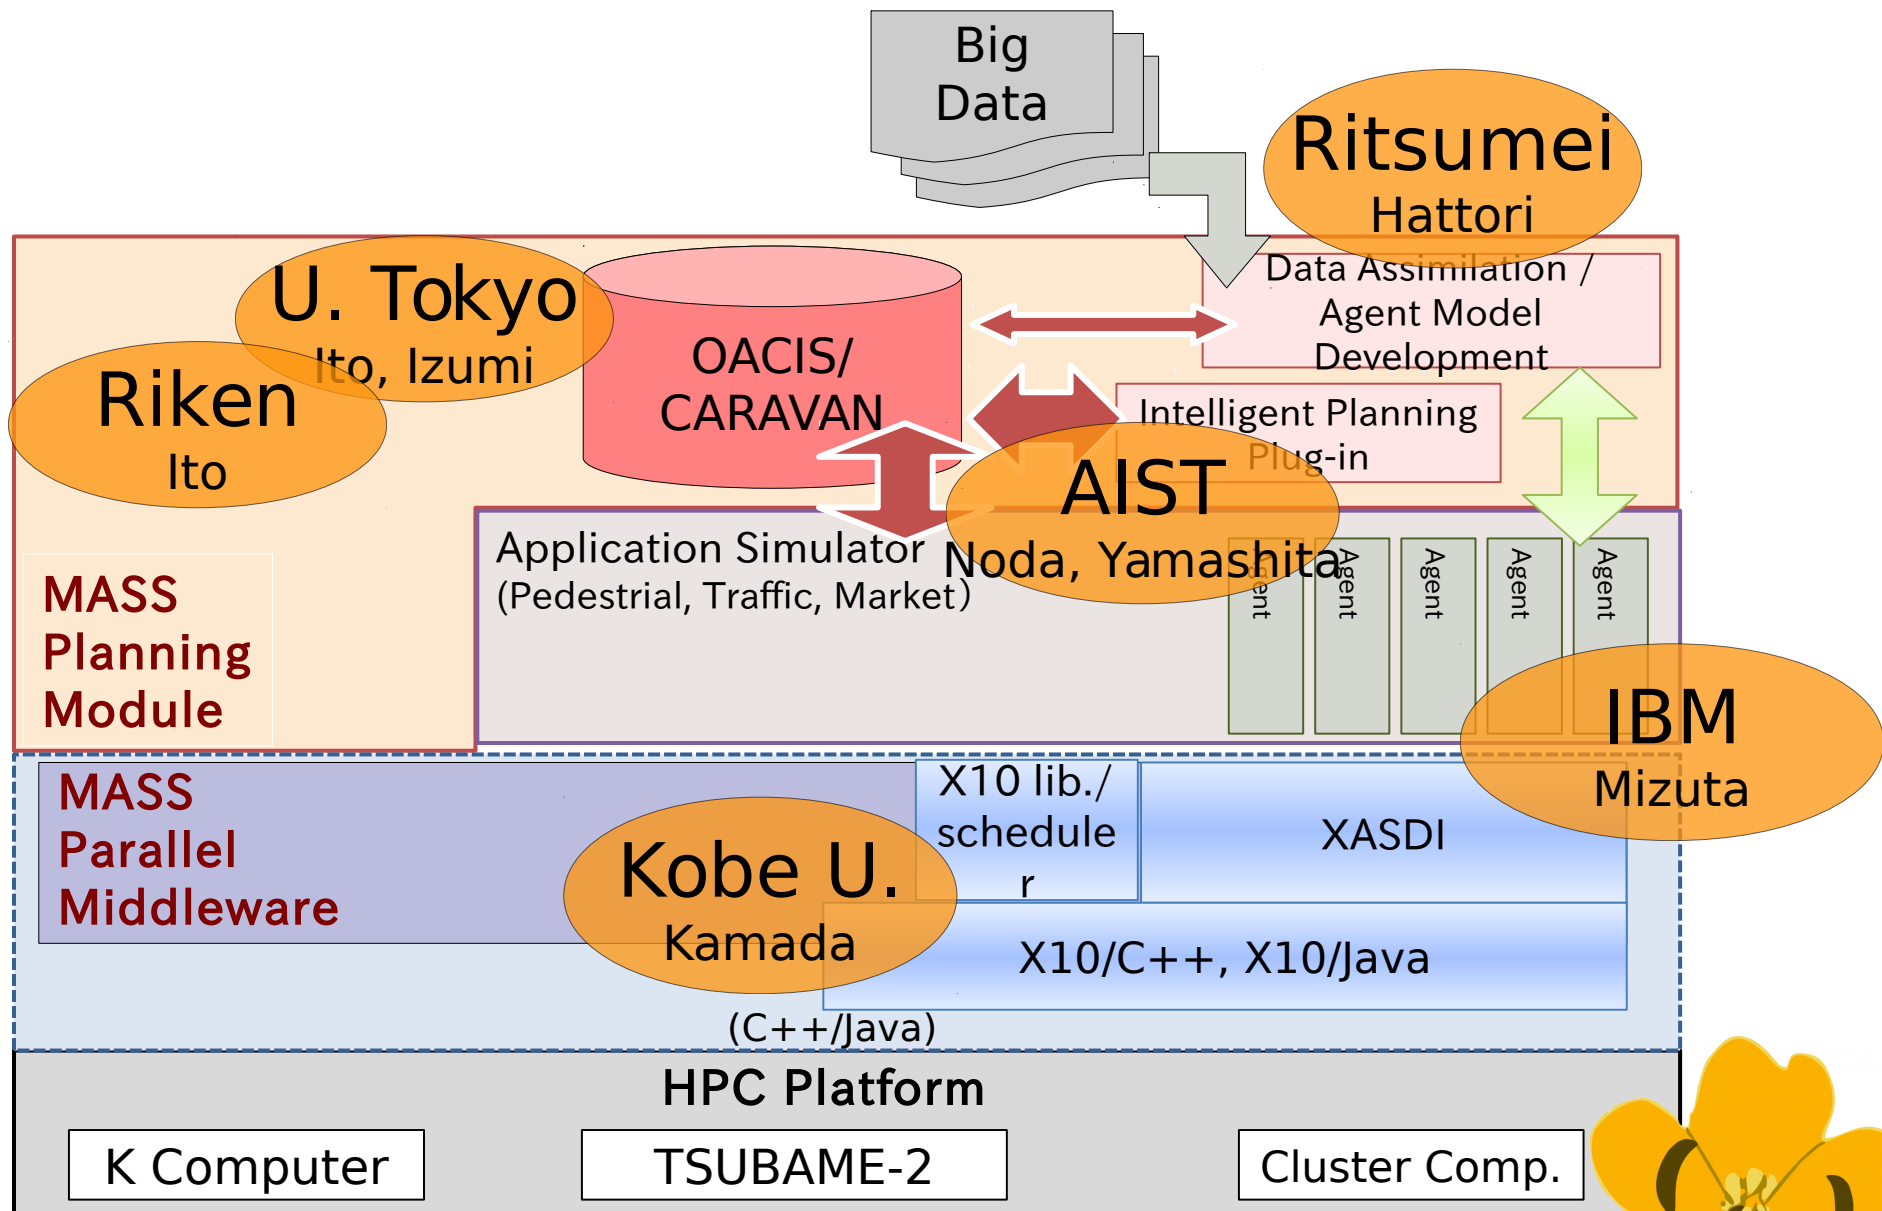 Big
Data
Ritsumei
Hattori
U. Tokyo
Ito, Izumi
Riken
Ito
OACIS/
CARAVAN
Data Assimilation /
Agent Model
Development
Intelligent Planning
Plug-in
AIST
Noda, Yamashita
Application Simulator
(Pedestrial, Traffic, Market）
Agent
Agent
Agent
Agent
Agent
MASS
Planning
Module
IBM
Mizuta
MASS
Parallel
Middleware
X10 lib./
schedule
r
XASDI
Kobe U.
Kamada
X10/C++, X10/Java
(C++/Java)
HPC Platform
K Computer
TSUBAME-2
Cluster Comp.